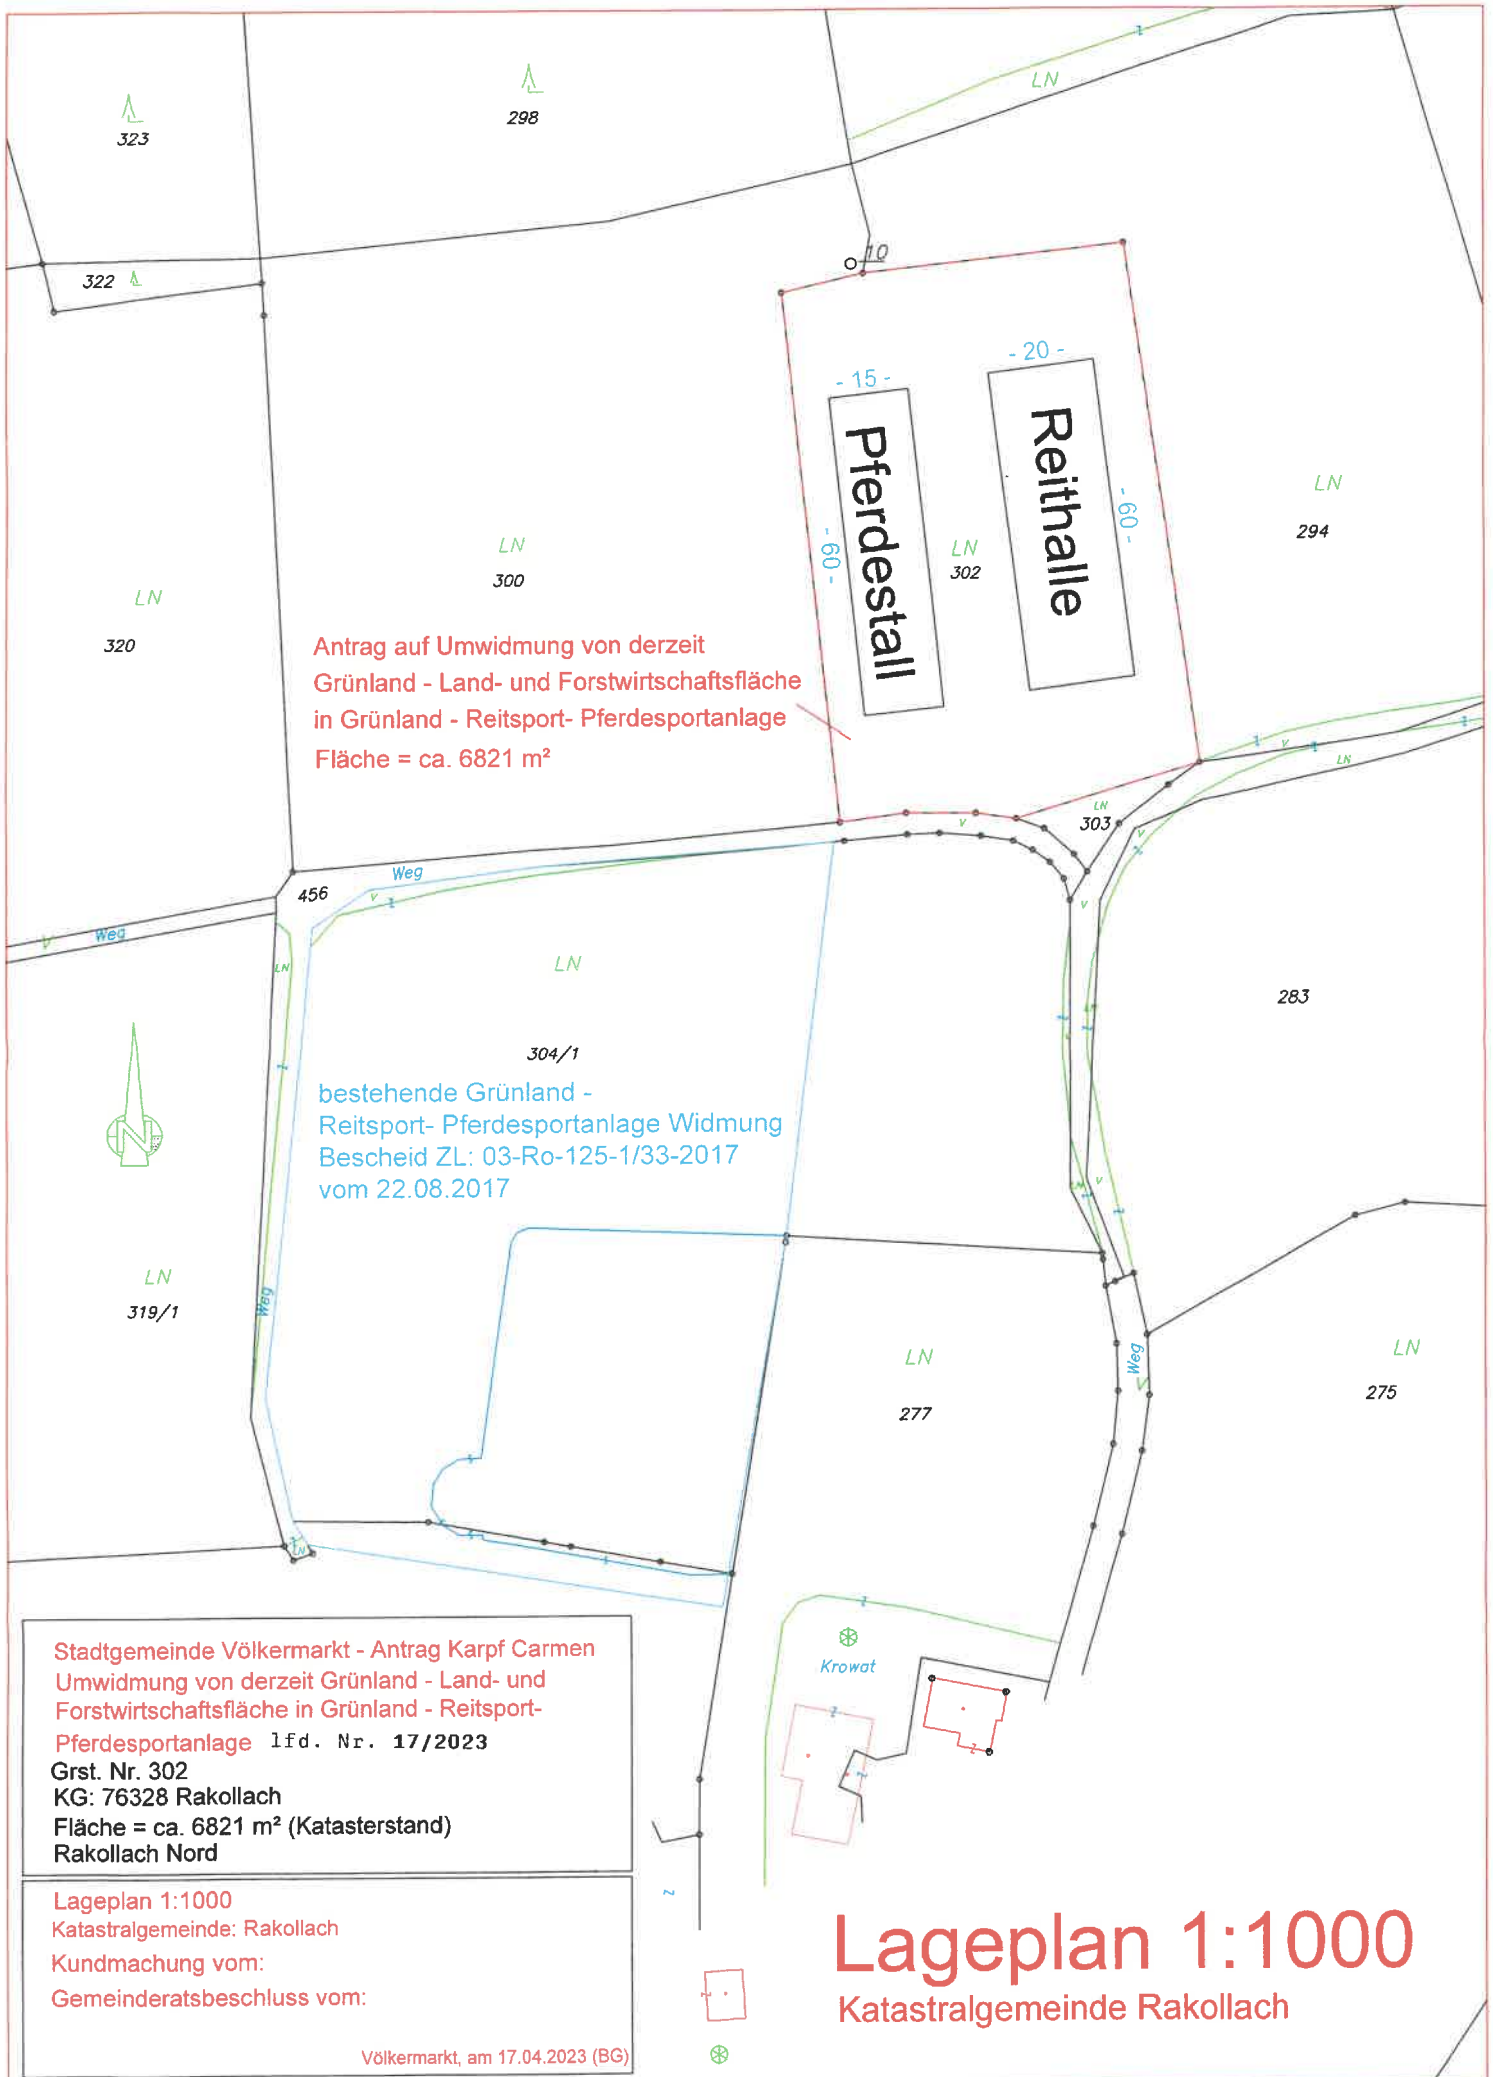 LN
298
323
322
10
- 20 -
- 15 -
Reithalle
Pferdestall
- 60 -
- 60 -
LN
302
LN
294
LN
300
LN
320
Antrag auf Umwidmung von derzeit
Grünland - Land- und Forstwirtschaftsfläche
in Grünland - Reitsport- Pferdesportanlage
Fläche = ca. 6821 m²
LN
LN
303
V
V
V
V
Weg
456
V
Weg
V
LN
LN
304/1
283
bestehende Grünland -
Reitsport- Pferdesportanlage Widmung
Bescheid ZL: 03-Ro-125-1/33-2017
vom 22.08.2017
N
V
LN
319/1
Weg
8
LN
277
Weg
V
LN
275
LN
Krowat
Stadtgemeinde Völkermarkt - Antrag Karpf Carmen
Umwidmung von derzeit Grünland - Land- und
Forstwirtschaftsfläche in Grünland - Reitsport-
Pferdesportanlage lfd. Nr. 17/2023
Grst. Nr. 302
KG: 76328 Rakollach
Fläche = ca. 6821 m² (Katasterstand)
Rakollach Nord
Lageplan 1:1000
Katastralgemeinde: Rakollach
Kundmachung vom:
Gemeinderatsbeschluss vom:
Völkermarkt, am 17.04.2023 (BG)
Lageplan 1:1000
Katastralgemeinde Rakollach